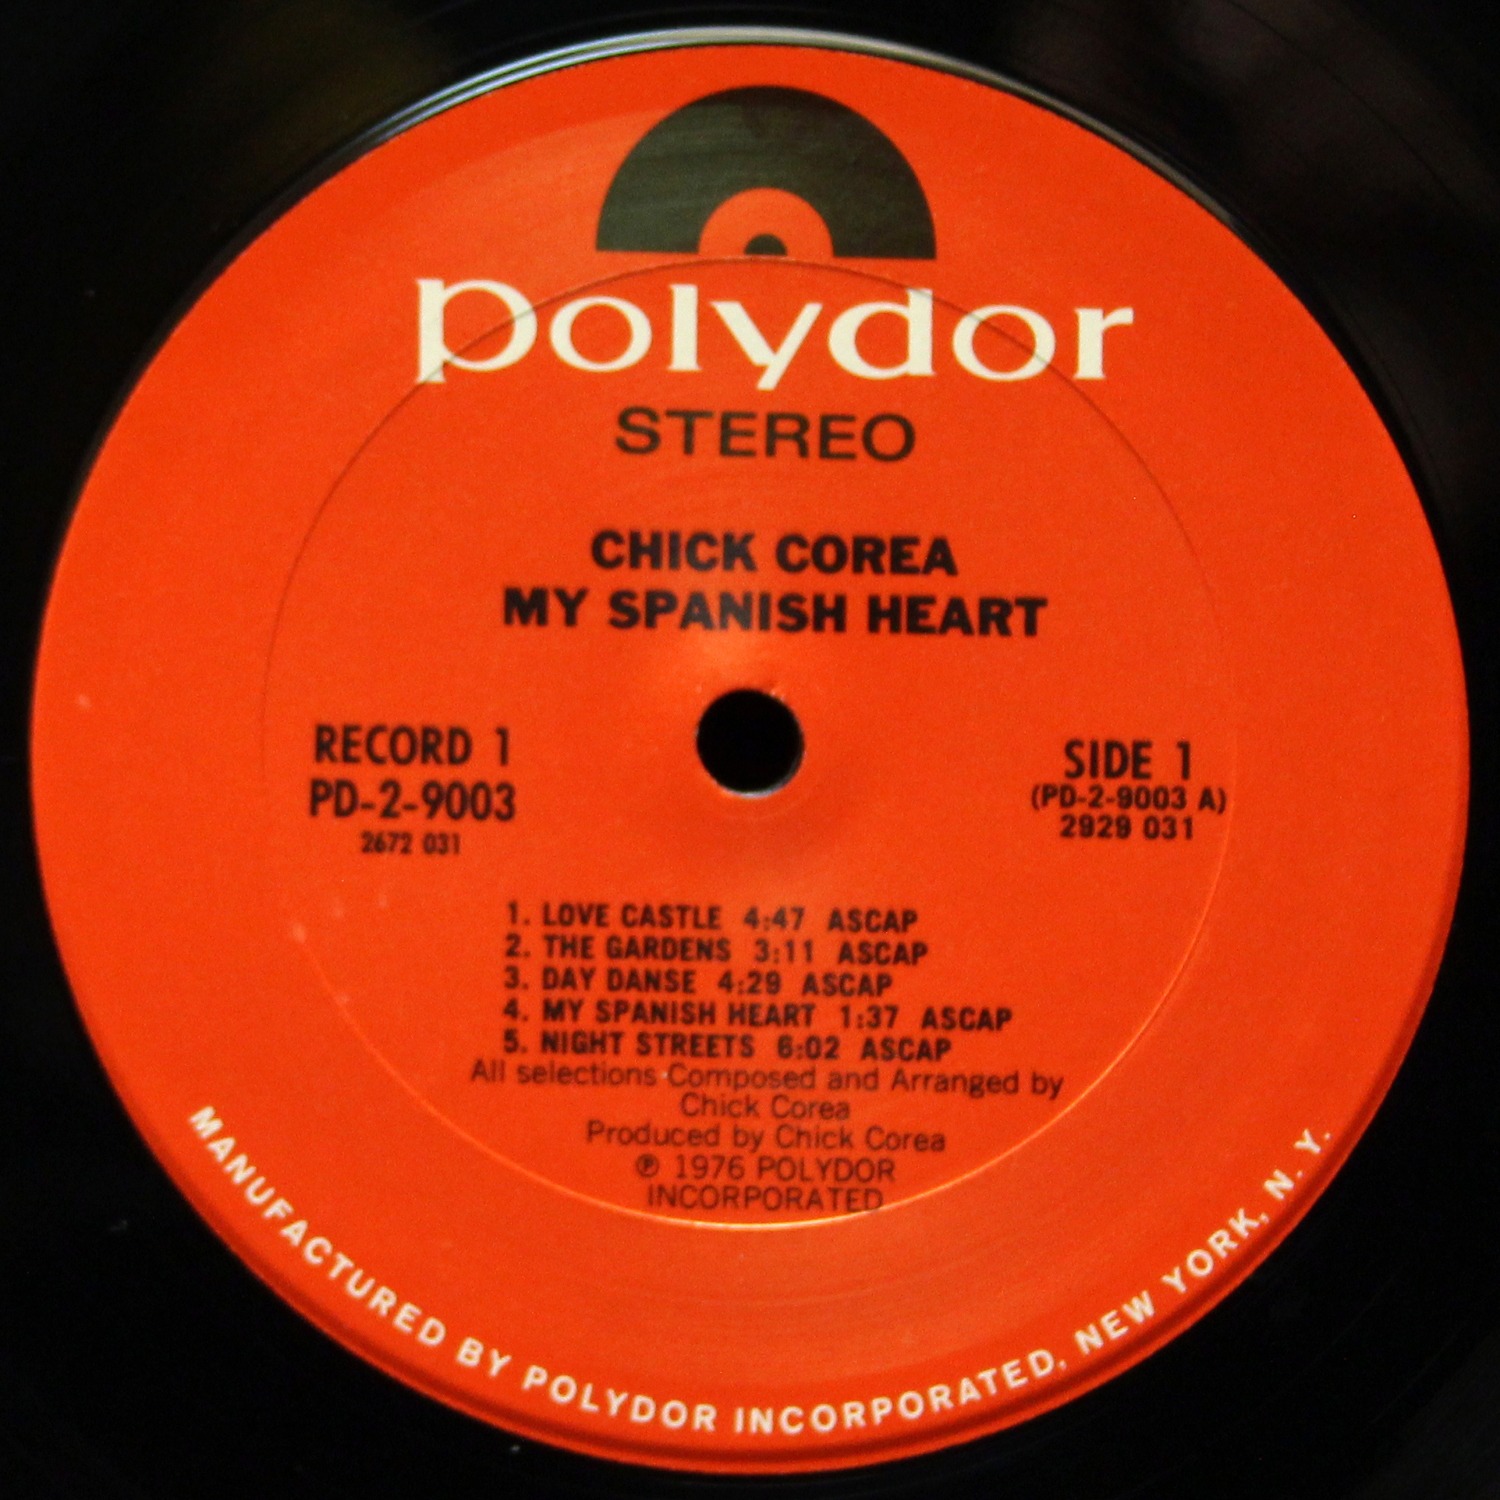 polydor
STEREO
CHICK COREA
MY SPANISH HEART
RECORD 1
PD-2-9003
2672 031
SIDE 1
(PD-2-9003 A)
2929 031
1. LOVE CASTLE 4:47 ASCAP
2. THE GARDENS 3:11 ASCAP
3. DAY DANSE 4:29 ASCAP
4. MY SPANISH HEART 1:37 ASCAP
5. NIGHT STREETS 6:02 ASCAP
All selections Composed and Arranged by
Chick Corea
Produced by Chick Corea
℗ 1976 POLYDOR
INCORPORATED
MANUFACTURED BY POLYDOR INCORPORATED, NEW YORK, N. Y.